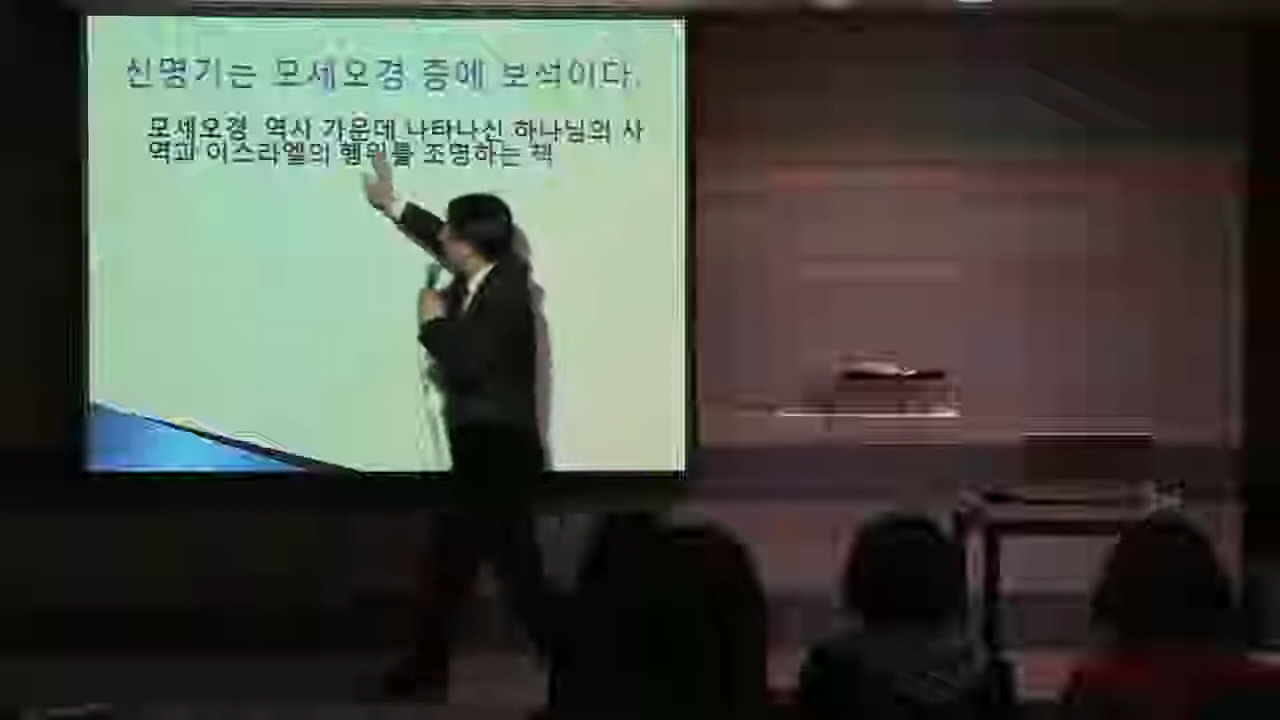 신명기는 모세오경 중에 보석이다.
모세오경 역시 가운데 나타나신 하나님의 사
역과 이스라엘의 행위를 조명하는 책